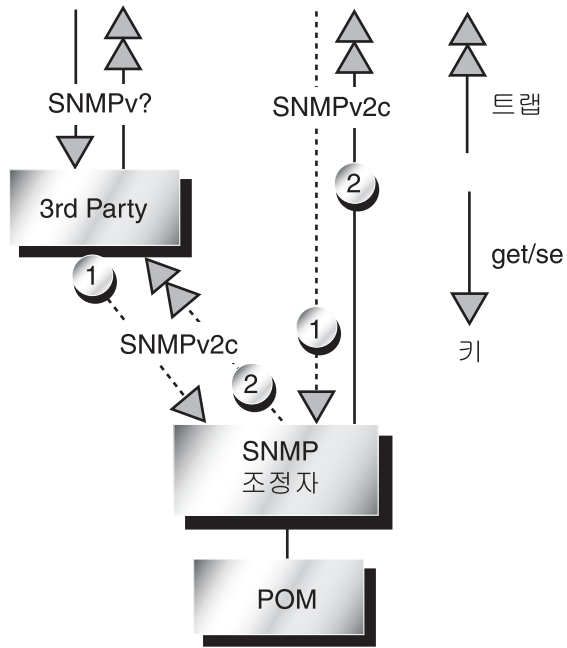 SNMPv?
SNMPv2c
트랩
2
3rd Party
get/se
1
SNMPv2c
1
키
2
SNMP
조정자
POM